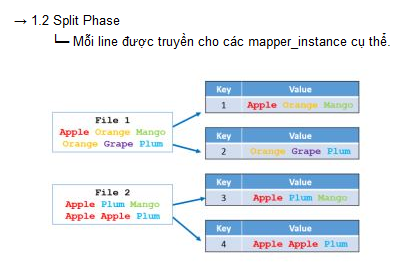 → 1.2 Split Phase
Mỗi line được truyền cho các mapper_instance cụ thể.
File 1
Apple Orange Mango
Orange Grape Plum
Key Value
1 Apple Orange Mango
Key Value
2 Orange Grape Plum
File 2
Apple Plum Mango
Apple Apple Plum
Key Value
3 Apple Plum Mango
Key Value
4 Apple Apple Plum